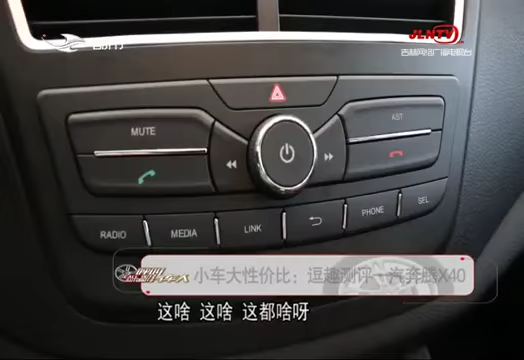 JLNTV
吉林网络广播电视台
MUTE
AST
RADIO
MEDIA
LINK
PHONE
SEL
小车大性价比：逗趣测评一汽奔腾X40
这啥 这啥 这都啥呀